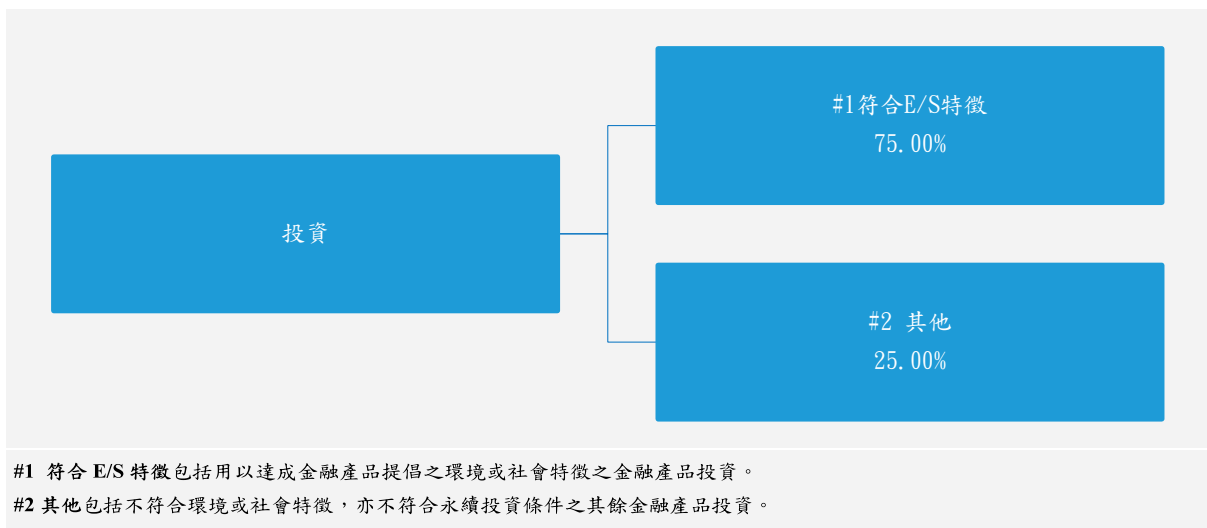 投資
#1符合E/S特徵
75.00%
#2 其他
25.00%
#1 符合 E/S 特徵包括用以達成金融產品提倡之環境或社會特徵之金融產品投資。
#2 其他包括不符合環境或社會特徵，亦不符合永續投資條件之其餘金融產品投資。